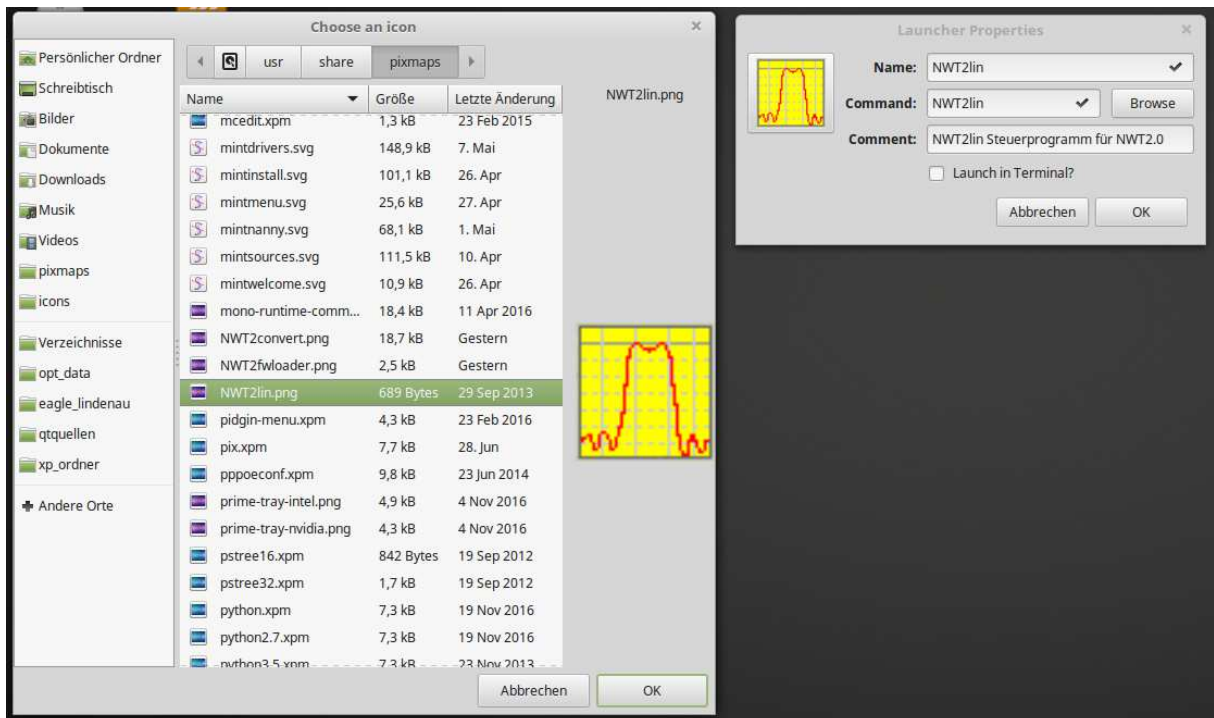 Choose an icon
Persönlicher Ordner
Schreibtisch
Bilder
Dokumente
Downloads
Musik
Videos
pixmaps
icons
Verzeichnisse
opt_data
eagle_lindenau
qtquellen
xp_ordner
Andere Orte
usr share pixmaps
Name Größe Letzte Änderung
mcedit.xpm 1,3 kB 23 Feb 2015
mintdrivers.svg 148,9 kB 7. Mai
mintinstall.svg 101,1 kB 26. Apr
mintmenu.svg 25,6 kB 27. Apr
mintnanny.svg 68,1 kB 1. Mai
mintsources.svg 111,5 kB 10. Apr
mintwelcome.svg 10,9 kB 26. Apr
mono-runtime-comm... 18,4 kB 11 Apr 2016
NWT2convert.png 18,7 kB Gestern
NWT2fwloader.png 2,5 kB Gestern
NWT2lin.png 689 Bytes 29 Sep 2013
pidgin-menu.xpm 4,3 kB 23 Feb 2016
pix.xpm 7,7 kB 28. Jun
pppoeconf.xpm 9,8 kB 23 Jun 2014
prime-tray-intel.png 4,9 kB 4 Nov 2016
prime-tray-nvidia.png 4,3 kB 4 Nov 2016
pstree16.xpm 842 Bytes 19 Sep 2012
pstree32.xpm 1,7 kB 19 Sep 2012
python.xpm 7,3 kB 19 Nov 2016
python2.7.xpm 7,3 kB 19 Nov 2016
python3.5.xpm 7,3 kB 23 Nov 2013
NWT2lin.png
Abbrechen OK
Launcher Properties
Name: NWT2lin
Command: NWT2lin Browse
Comment: NWT2lin Steuerprogramm für NWT2.0
Launch in Terminal?
Abbrechen OK